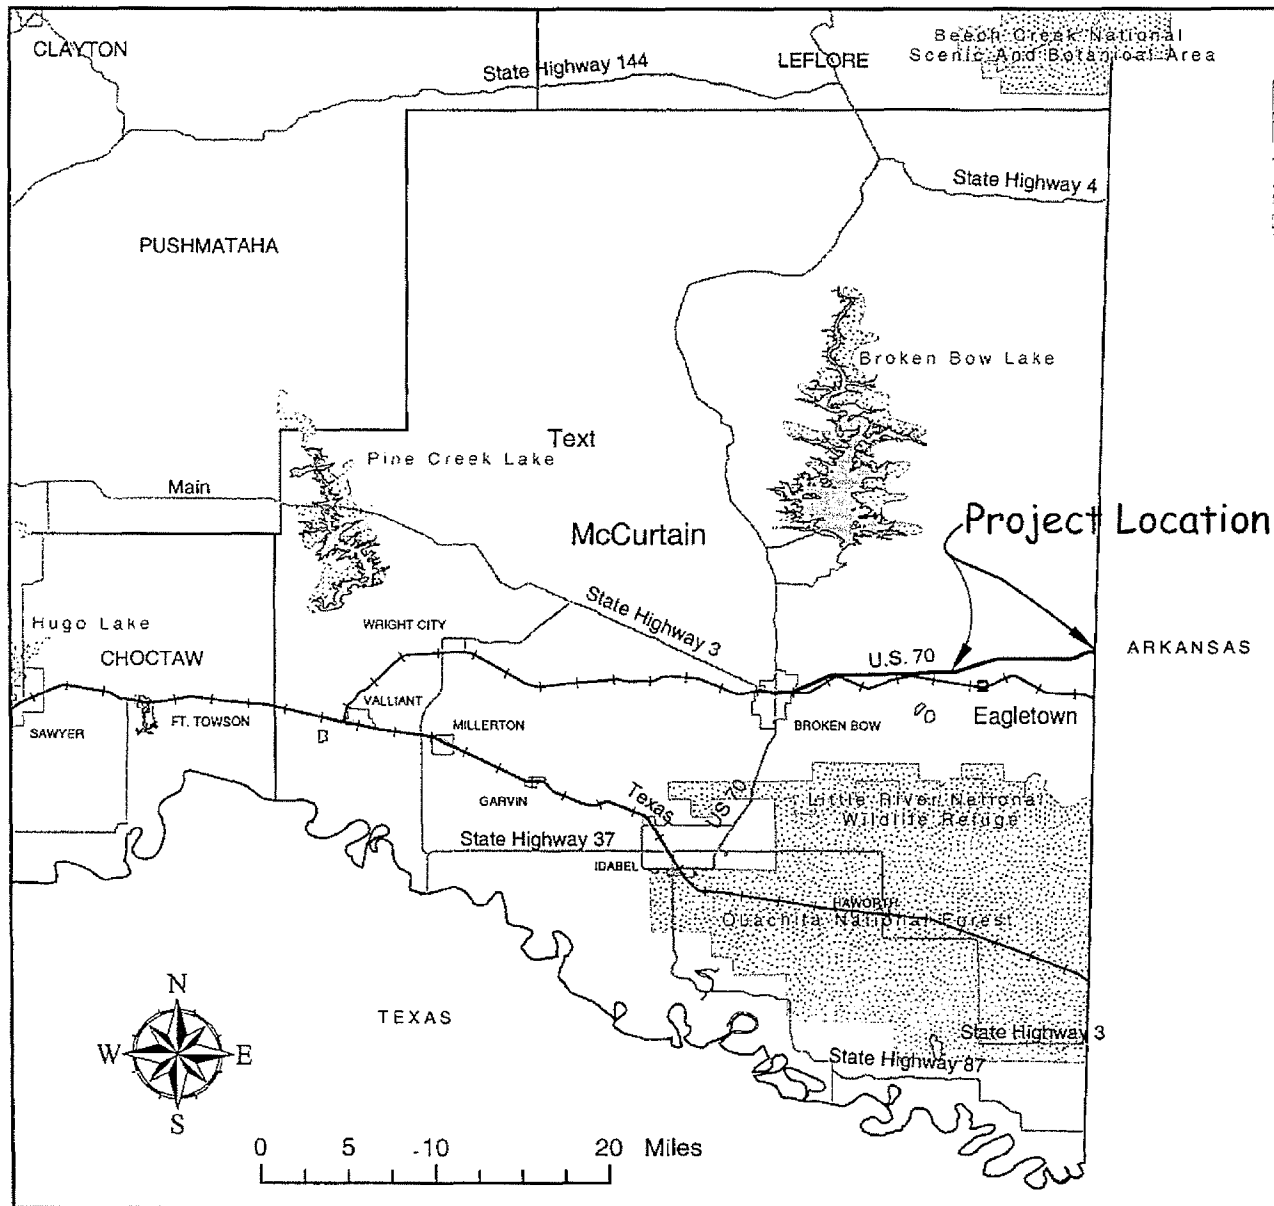 CLAYTON
State Highway 144
LEFLORE
Beech Creek National
Scenic And Botanical Area
State Highway 4
PUSHMATAHA
Broken Bow Lake
Text
Pine Creek Lake
Main
Project Location
McCurtain
State Highway 3
Hugo Lake
WRIGHT CITY
CHOCTAW
U.S. 70
ARKANSAS
VALLIANT
SAWYER
FT. TOWSON
MILLERTON
BROKEN BOW
Eagletown
GARVIN
Texas
US 70
Little River National
Wildlife Refuge
State Highway 37
IDABEL
HAWORTH
Ouachita National Forest
N
TEXAS
W
E
State Highway 3
State Highway 87
S
0 5 -10 20 Miles